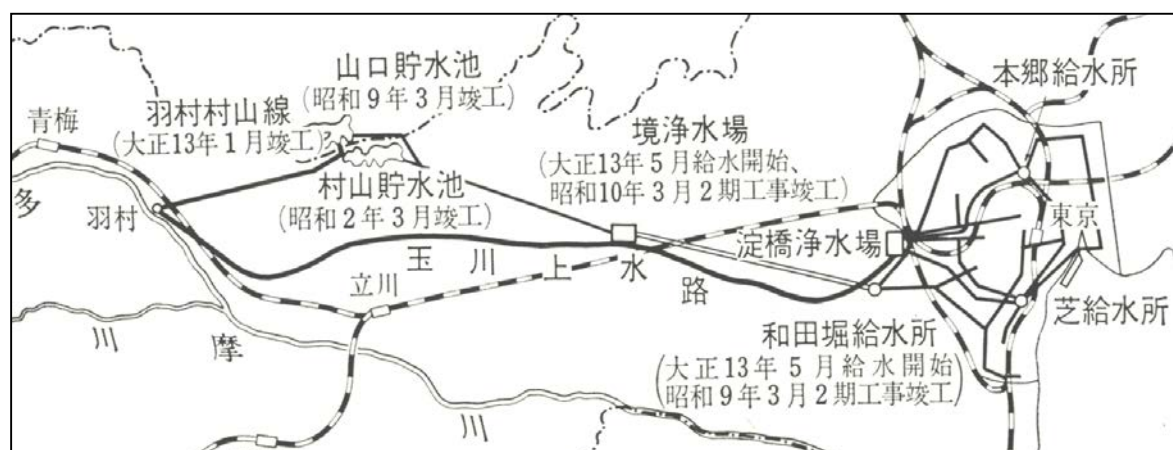 山口貯水池
(昭和9年3月竣工)
本郷給水所
羽村村山線
(大正13年1月竣工)
青梅
境浄水場
(大正13年5月給水開始、
昭和10年3月2期工事竣工)
村山貯水池
(昭和2年3月竣工)
多
羽村
東京
淀橋浄水場
玉川上水路
立川
芝給水所
和田堀給水所
(大正13年5月給水開始
昭和9年3月2期工事竣工)
川
摩
川